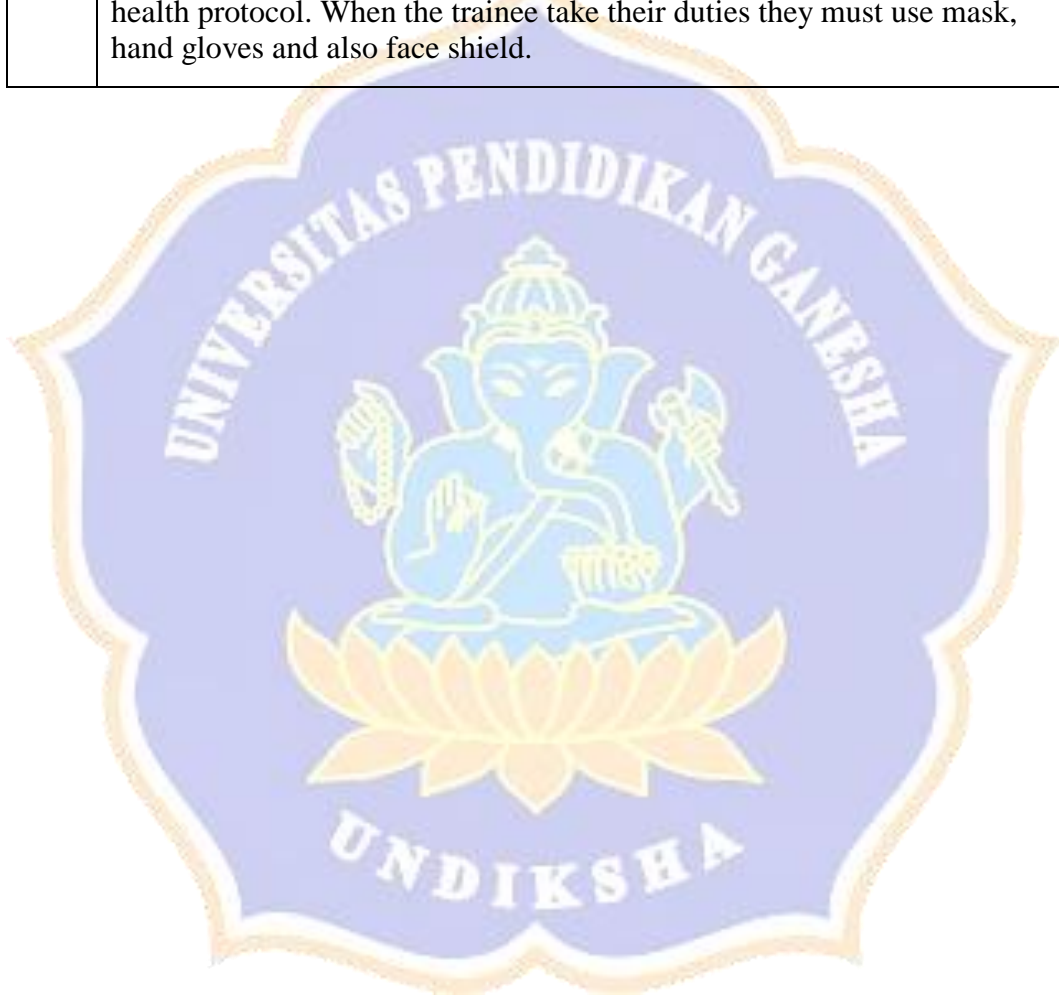 health protocol. When the trainee take their duties they must use mask,
hand gloves and also face shield.
UNIVERSITAS PENDIDIKAN GANESHA
UNDIKSHA